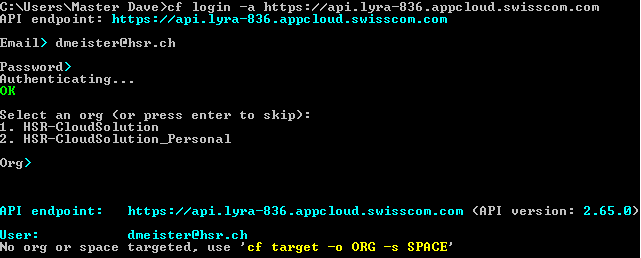 C:\Users\Master Dave>cf login -a https://api.lyra-836.appcloud.swisscom.com
API endpoint: https://api.lyra-836.appcloud.swisscom.com
Email> dmeister@hsr.ch
Password>
Authenticating...
OK
Select an org (or press enter to skip):
1. HSR-CloudSolution
2. HSR-CloudSolution_Personal
Org>
API endpoint:   https://api.lyra-836.appcloud.swisscom.com (API version: 2.65.0)
User:           dmeister@hsr.ch
No org or space targeted, use 'cf target -o ORG -s SPACE'